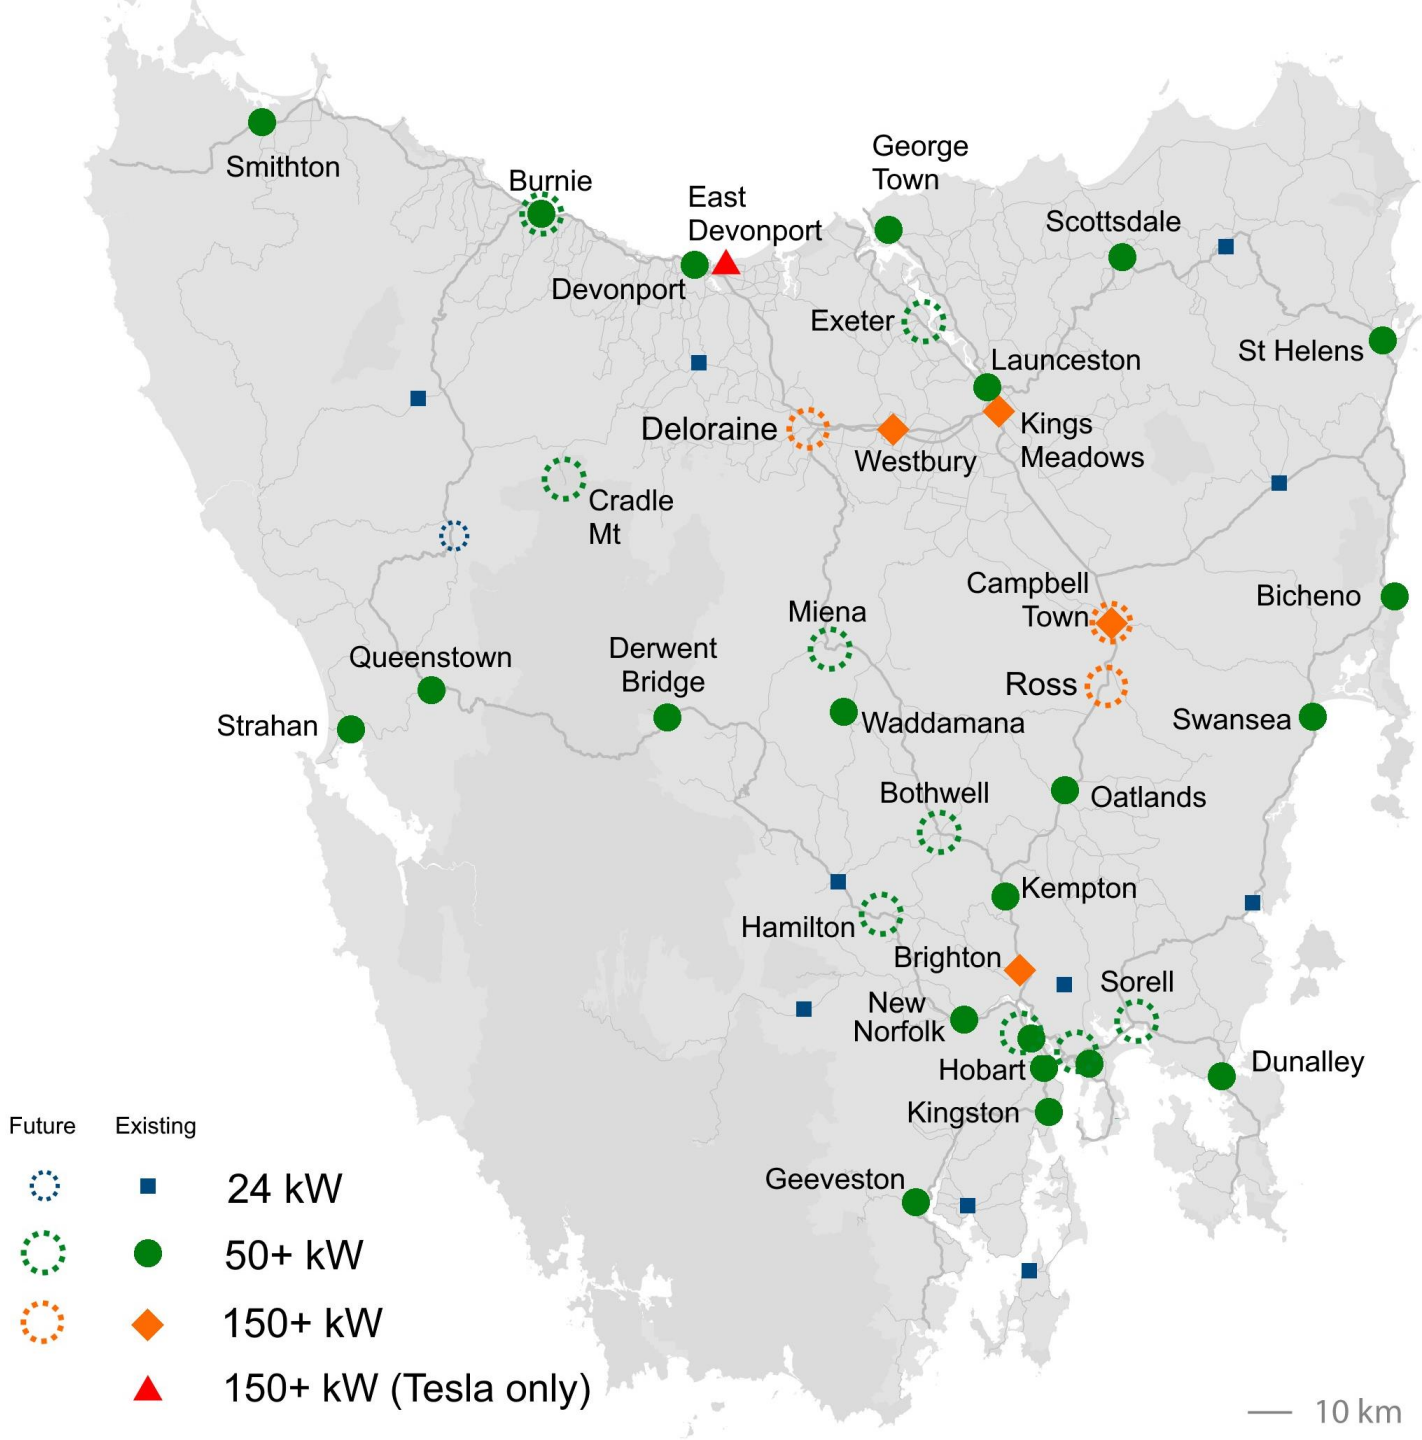 George
Town
Smithton
Burnie
East
Devonport
Scottsdale
Devonport
Exeter
St Helens
Launceston
Deloraine
Kings
Meadows
Westbury
Cradle
Mt
Campbell
Town
Bicheno
Miena
Derwent
Bridge
Queenstown
Ross
Strahan
Waddamana
Swansea
Bothwell
Oatlands
Kempton
Hamilton
Brighton
Sorell
New
Norfolk
Hobart
Dunalley
Kingston
Geeveston
Future Existing
24 kW
50+ kW
150+ kW
150+ kW (Tesla only)
10 km